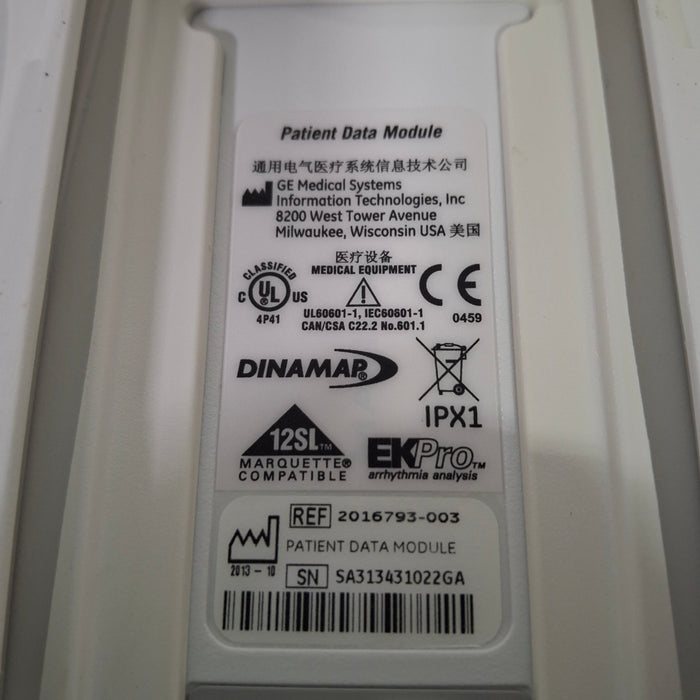 Patient Data Module
通用电气医疗系统信息技术公司
GE Medical Systems
Information Technologies, Inc
8200 West Tower Avenue
Milwaukee, Wisconsin USA 美国
医疗设备
MEDICAL EQUIPMENT
CLASSIFIED
C UL® US
4P41
UL60601-1, IEC60601-1
CAN/CSA C22.2 No.601.1
CE
0459
DINAMAP®
IPX1
12SL™
MARQUETTE®
COMPATIBLE
EKPro™
arrhythmia analysis
REF 2016793-003
PATIENT DATA MODULE
2013-10
SN SA313431022GA